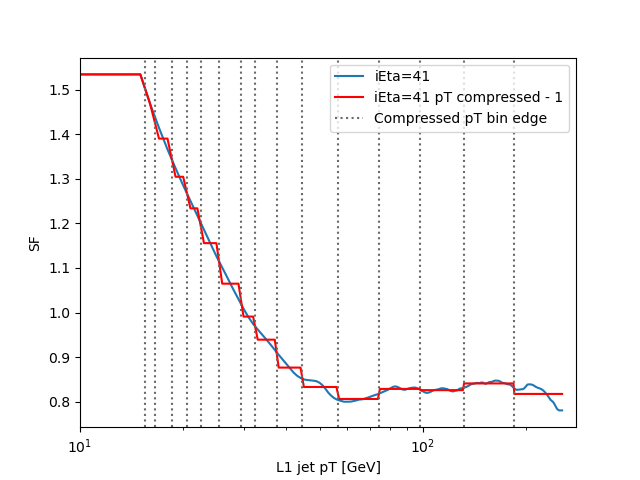 iEta=41
iEta=41 pT compressed - 1
Compressed pT bin edge
SF
1.5
1.4
1.3
1.2
1.1
1.0
0.9
0.8
10¹
10²
L1 jet pT [GeV]